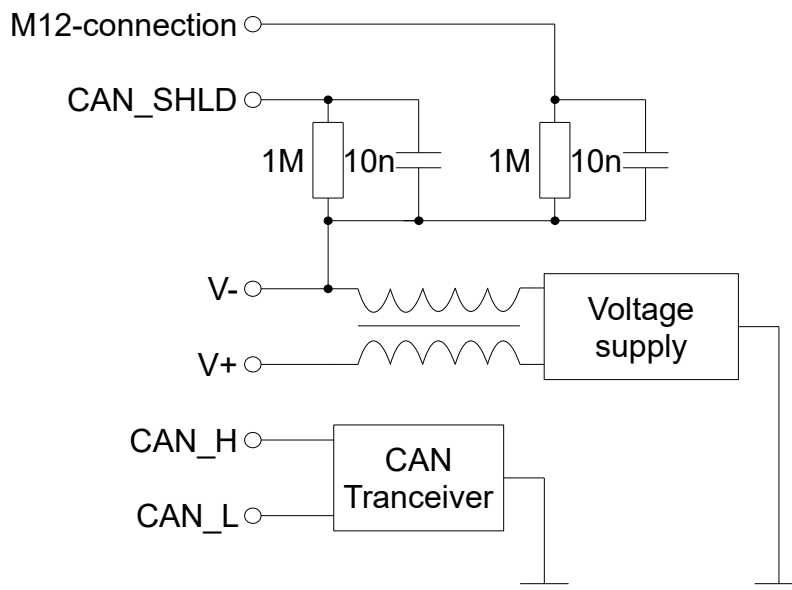 M12-connection
CAN_SHLD
1M
10n
1M
10n
V-
Voltage
supply
V+
CAN_H
CAN
Tranceiver
CAN_L